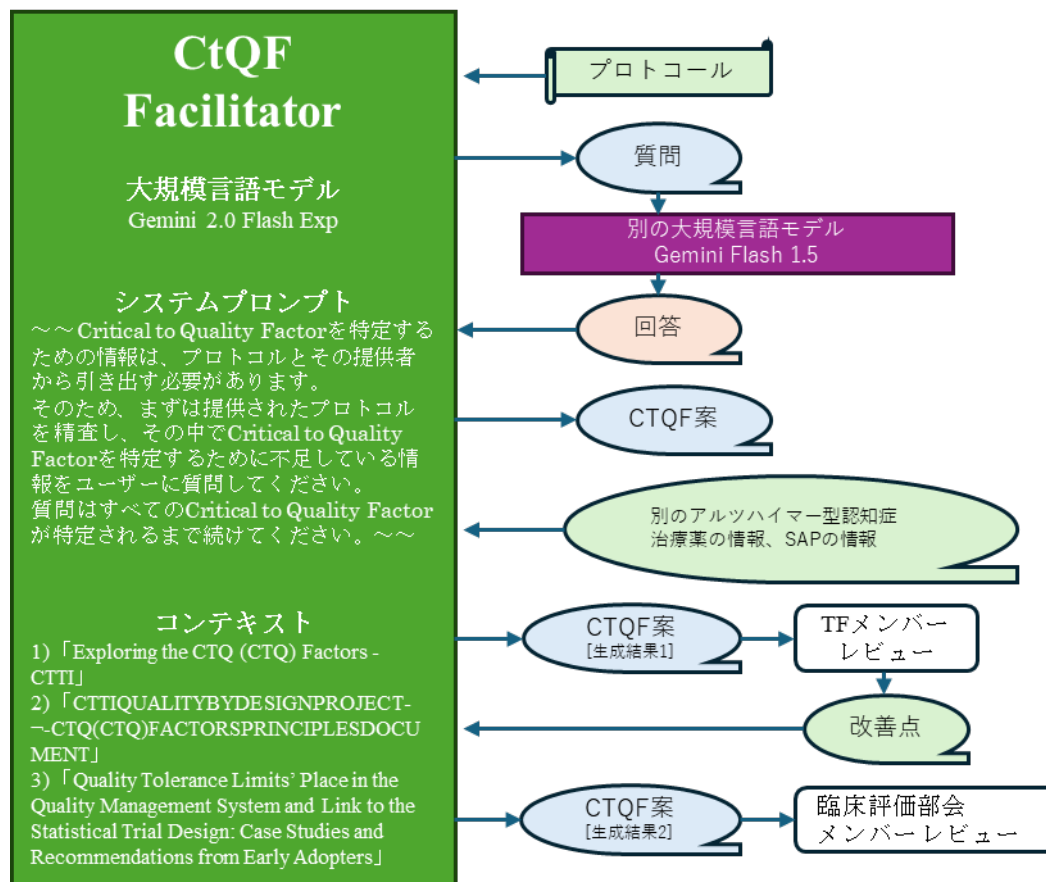 CtQF
Facilitator
大規模言語モデル
Gemini 2.0 Flash Exp
システムプロンプト
～～Critical to Quality Factorを特定する
ための情報は、プロトコルとその提供者
から引き出す必要があります。
そのため、まずは提供されたプロトコル
を精査し、その中でCritical to Quality
Factorを特定するために不足している情
報をユーザーに質問してください。
質問はすべてのCritical to Quality Factor
が特定されるまで続けてください。～～
コンテキスト
1)「Exploring the CTQ (CTQ) Factors -
CTTI」
2)「CTTIQUALITYBYDESIGNPROJECT-
¬-CTQ(CTQ)FACTORSPRINCIPLESDOCU
MENT」
3)「Quality Tolerance Limits’ Place in the
Quality Management System and Link to the
Statistical Trial Design: Case Studies and
Recommendations from Early Adopters」
プロトコール
質問
別の大規模言語モデル
Gemini Flash 1.5
回答
CTQF案
別のアルツハイマー型認知症
治療薬の情報、SAPの情報
CTQF案
[生成結果1]
TFメンバー
レビュー
改善点
CTQF案
[生成結果2]
臨床評価部会
メンバーレビュー